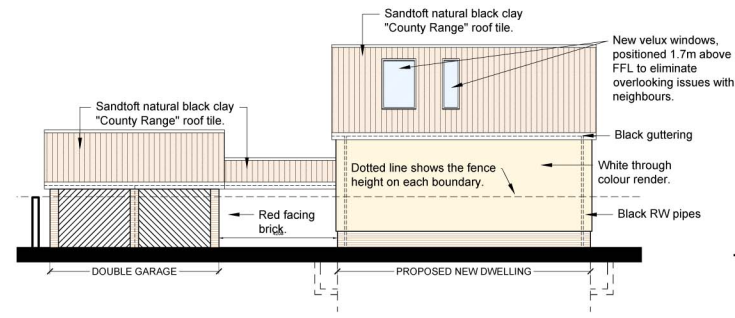 Sandtoft natural black clay
"County Range" roof tile.
New velux windows,
positioned 1.7m above
FFL to eliminate
overlooking issues with
neighbours.
Sandtoft natural black clay
"County Range" roof tile.
Black guttering
Dotted line shows the fence
height on each boundary.
White through
colour render.
Red facing
brick.
Black RW pipes
DOUBLE GARAGE
PROPOSED NEW DWELLING